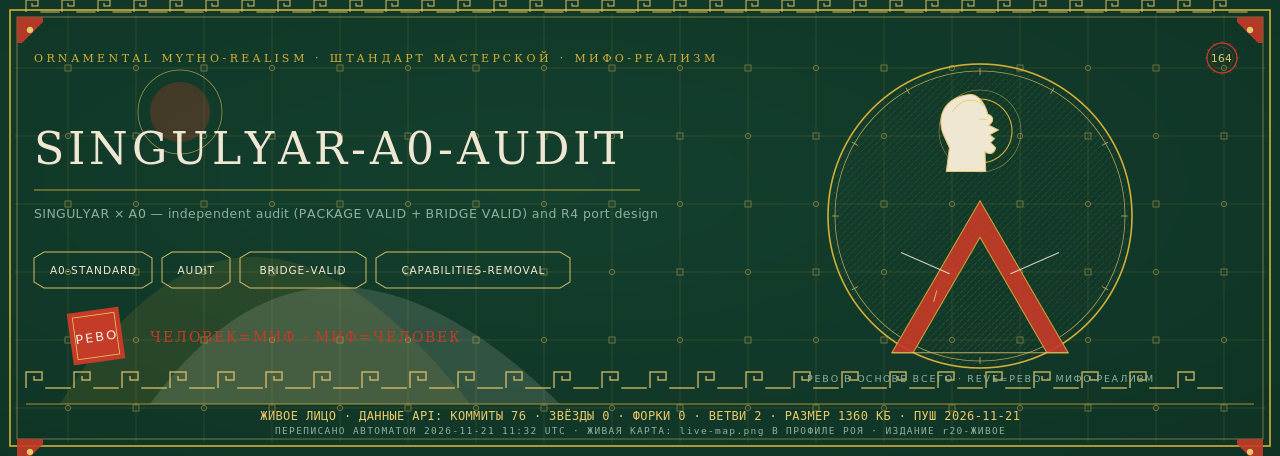 ORNAMENTAL MYTHO-REALISM · ШТАНДАРТ МАСТЕРСКОЙ · МИФО-РЕАЛИЗМ
164
SINGULYAR-A0-AUDIT
SINGULYAR × A0 — independent audit (PACKAGE VALID + BRIDGE VALID) and R4 port design
A0-STANDARD
AUDIT
BRIDGE-VALID
CAPABILITIES-REMOVAL
РЕВО
ЧЕЛОВЕК=МИФ · МИФ=ЧЕЛОВЕК
РЕВО В ОСНОВЕ ВСЕГО · REVE=РЕВО · МИФО-РЕАЛИЗМ
ЖИВОЕ ЛИЦО · ДАННЫЕ API: КОММИТЫ 76 · ЗВЁЗДЫ 0 · ФОРКИ 0 · ВЕТВИ 2 · РАЗМЕР 1360 КБ · ПУШ 2026-11-21
ПЕРЕПИСАНО АВТОМАТОМ 2026-11-21 11:32 UTC · ЖИВАЯ КАРТА: live-map.png В ПРОФИЛЕ РОЯ · ИЗДАНИЕ r20-ЖИВОЕ